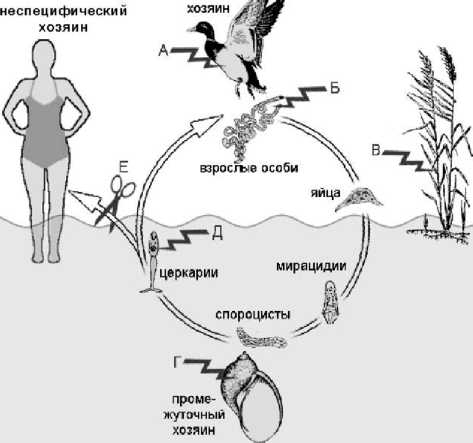 неспецифический
хозяин
хозяин
А
Б
В
взрослые особи
Е
яйца
Д
церкарии
мирацидии
спороцисты
Г
проме-
жуточный
хозяин